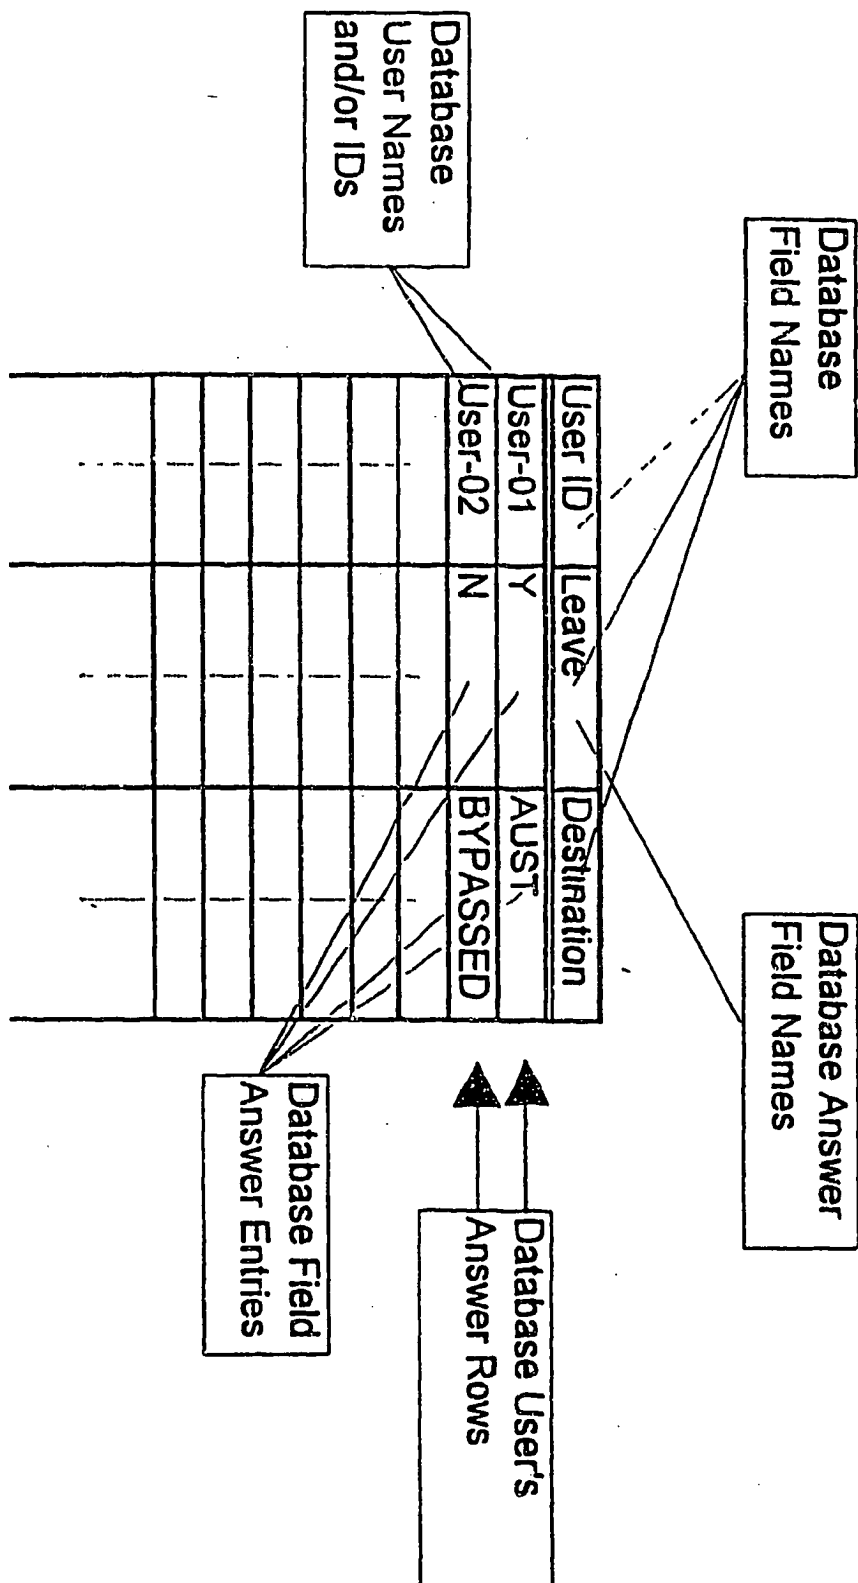 Database
Field Names
Database Answer
Field Names
Database
User Names
and/or IDs
User ID Leave Destination
User-01 Y AUST
User-02 N BYPASSED
Database User's
Answer Rows
Database Field
Answer Entries